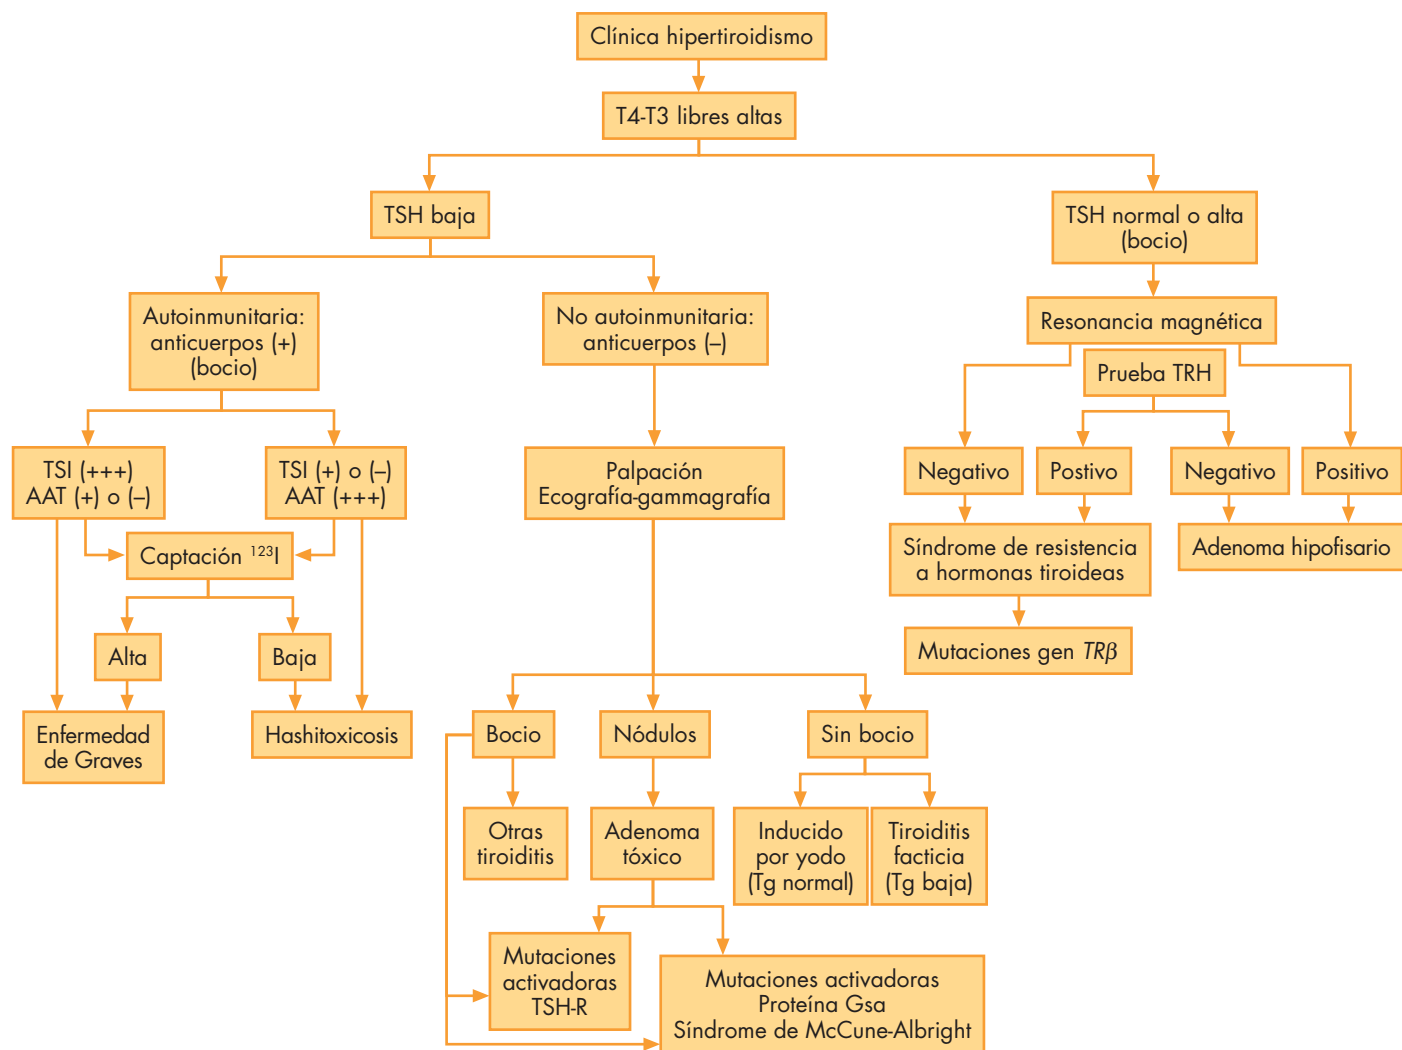 Clínica hipertiroidismo
T4-T3 libres altas
TSH baja
TSH normal o alta
(bocio)
Autoinmunitaria:
anticuerpos (+)
(bocio)
No autoinmunitaria:
anticuerpos (–)
Resonancia magnética
Prueba TRH
TSI (+++)
AAT (+) o (–)
TSI (+) o (–)
AAT (+++)
Palpación
Ecografía-gammagrafía
Negativo
Postivo
Negativo
Positivo
Captación ¹²³I
Síndrome de resistencia
a hormonas tiroideas
Adenoma hipofisario
Alta
Baja
Mutaciones gen TRβ
Enfermedad
de Graves
Hashitoxicosis
Bocio
Nódulos
Sin bocio
Otras
tiroiditis
Adenoma
tóxico
Inducido
por yodo
(Tg normal)
Tiroiditis
facticia
(Tg baja)
Mutaciones
activadoras
TSH-R
Mutaciones activadoras
Proteína Gsa
Síndrome de McCune-Albright